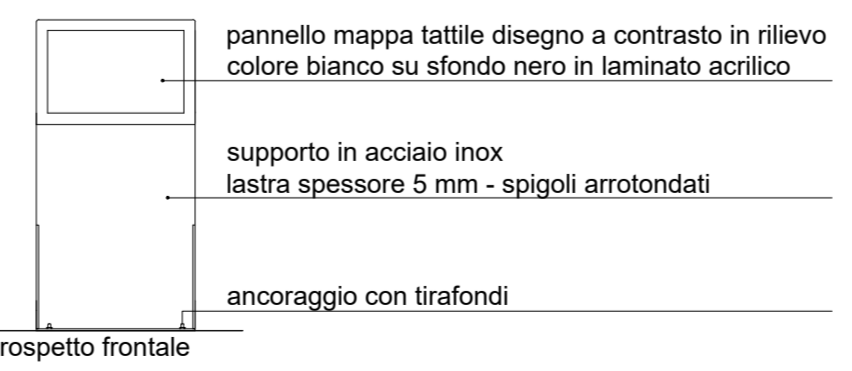 pannello mappa tattile disegno a contrasto in rilievo
colore bianco su sfondo nero in laminato acrilico
supporto in acciaio inox
lastra spessore 5 mm - spigoli arrotondati
ancoraggio con tirafondi
rospetto frontale